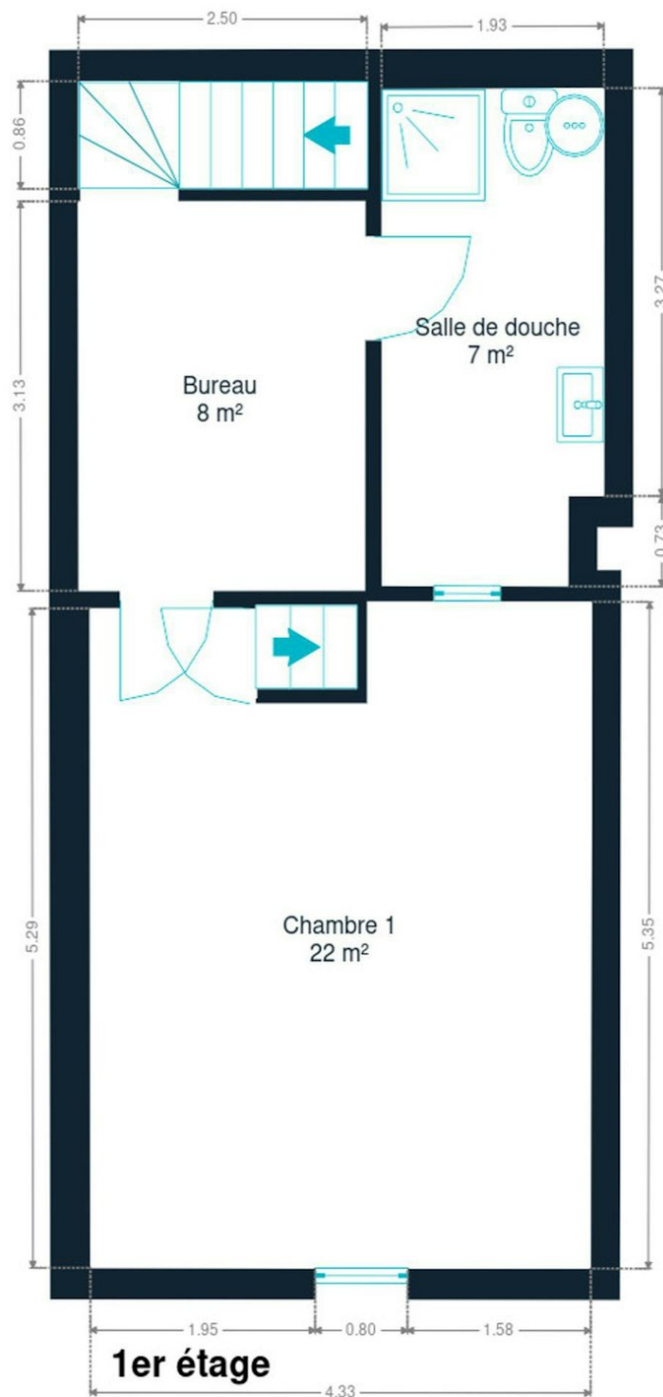 2.50
1.93
0.86
3.13
3.27
Salle de douche
7 m²
Bureau
8 m²
0.73
5.29
5.35
Chambre 1
22 m²
1.95
0.80
1.58
1er étage
4.33